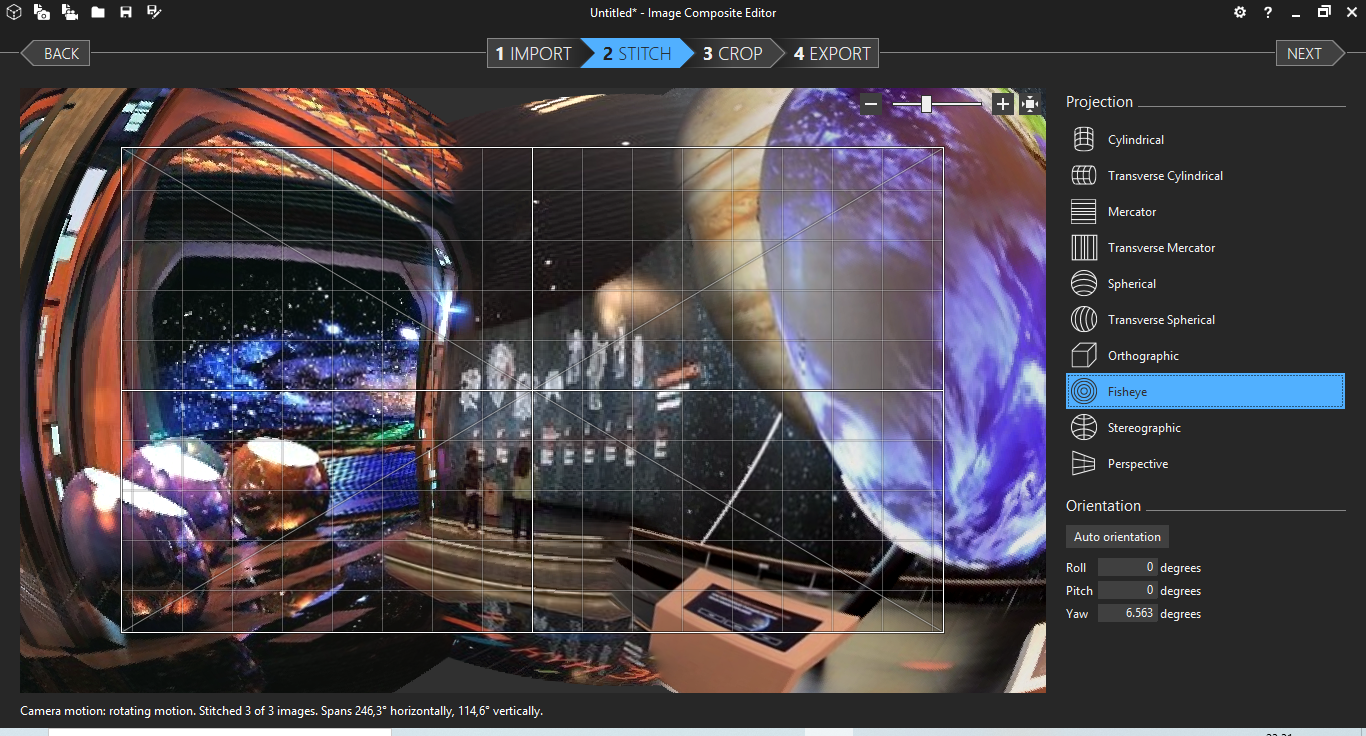 Untitled* - Image Composite Editor
?
BACK
1 IMPORT
2 STITCH
3 CROP
4 EXPORT
NEXT
Projection
Cylindrical
Transverse Cylindrical
Mercator
Transverse Mercator
Spherical
Transverse Spherical
Orthographic
Fisheye
Stereographic
Perspective
Orientation
Auto orientation
Roll 0 degrees
Pitch 0 degrees
Yaw 6.563 degrees
Camera motion: rotating motion. Stitched 3 of 3 images. Spans 246,3° horizontally, 114,6° vertically.